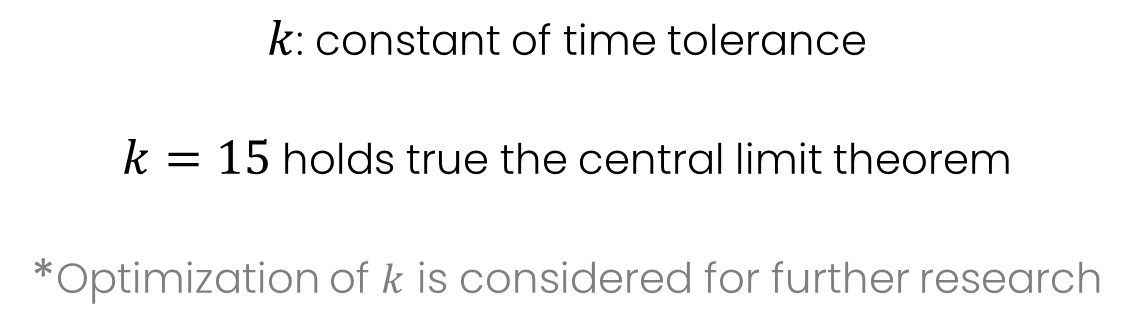 k: constant of time tolerance
k = 15 holds true the central limit theorem
*Optimization of k is considered for further research